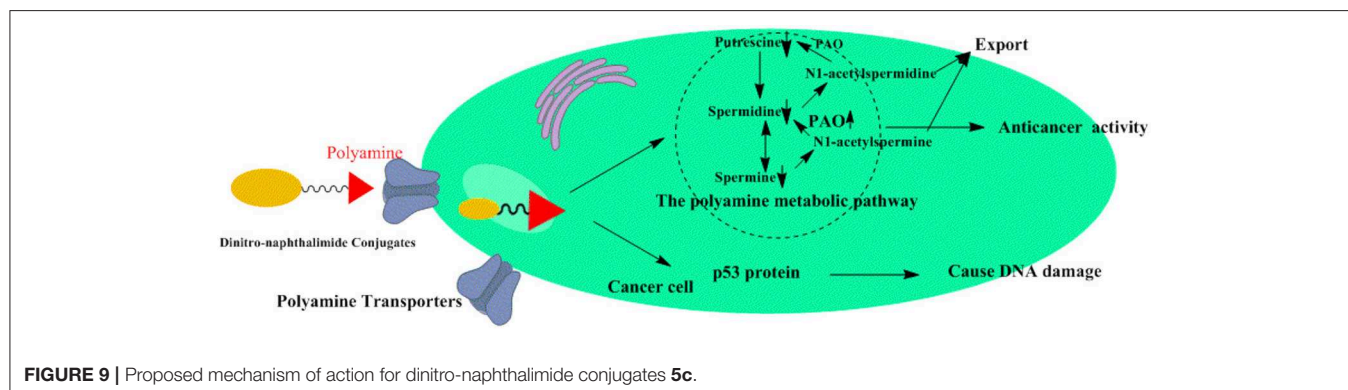 Putrescine
PAO
Export
N1-acetylspermidine
Spermidine
PAO
N1-acetylspermine
Anticancer activity
Spermine
The polyamine metabolic pathway
Polyamine
Dinitro-naphthalimide Conjugates
Polyamine Transporters
Cancer cell
p53 protein
Cause DNA damage
FIGURE 9 | Proposed mechanism of action for dinitro-naphthalimide conjugates 5c.